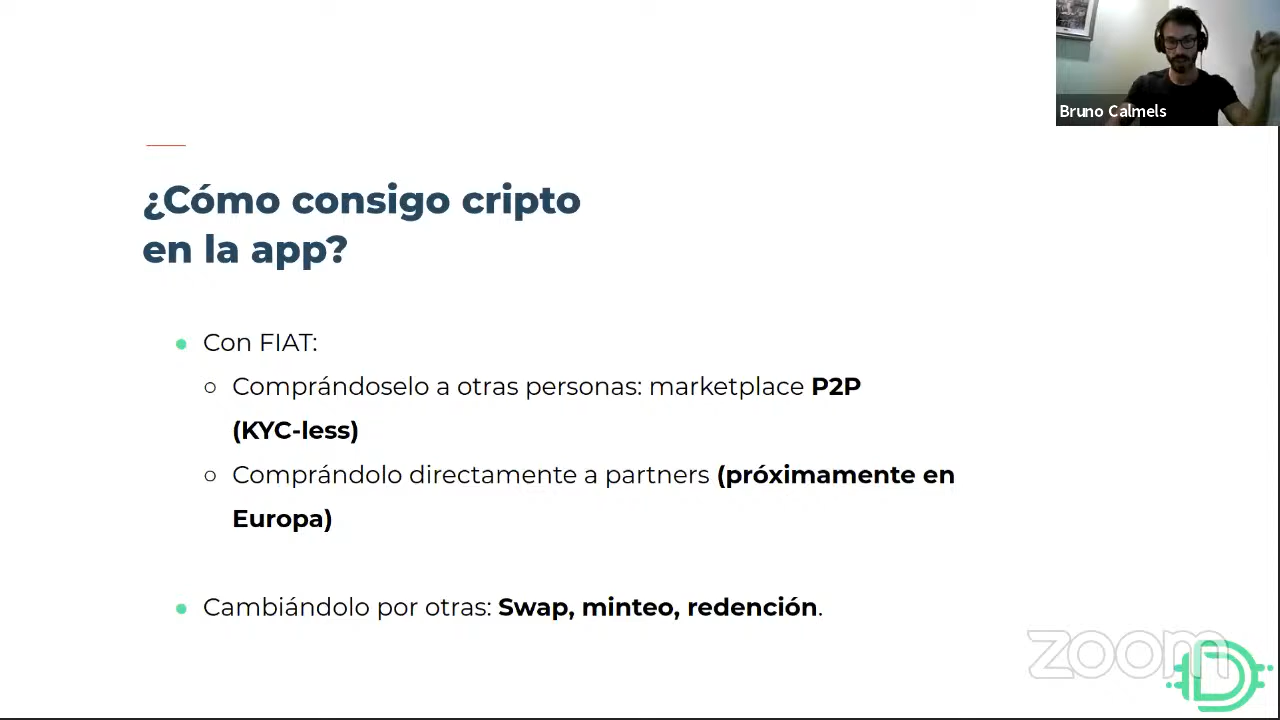 Bruno Calmels
¿Cómo consigo cripto
en la app?
Con FIAT:
Comprándoselo a otras personas: marketplace P2P
(KYC-less)
Comprándolo directamente a partners (próximamente en
Europa)
Cambiándolo por otras: Swap, minteo, redención.
zoom